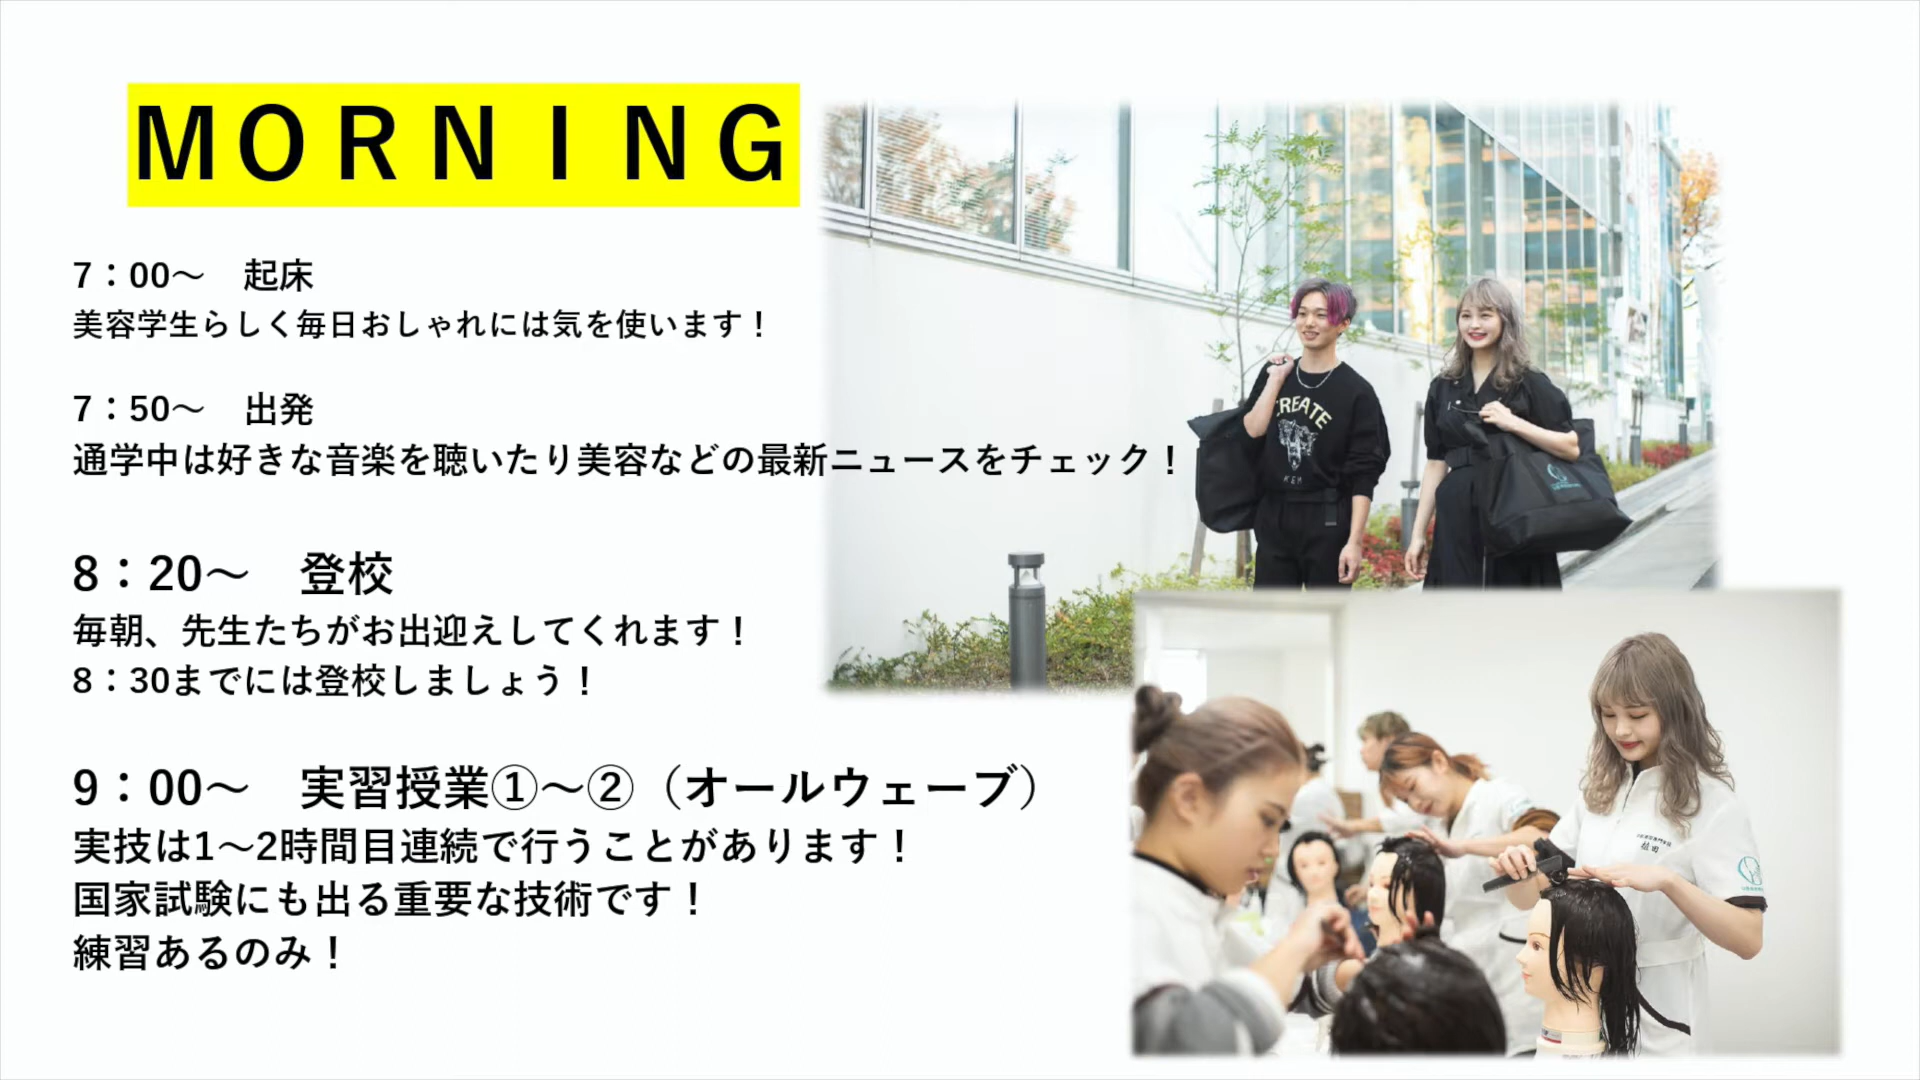 ＭＯＲＮＩＮＧ
7：00～　起床
美容学生らしく毎日おしゃれには気を使います！
7：50～　出発
通学中は好きな音楽を聴いたり美容などの最新ニュースをチェック！
8：20～　登校
毎朝、先生たちがお出迎えしてくれます！
8：30までには登校しましょう！
9：00～　実習授業①～②（オールウェーブ）
実技は1～2時間目連続で行うことがあります！
国家試験にも出る重要な技術です！
練習あるのみ！
CREATE